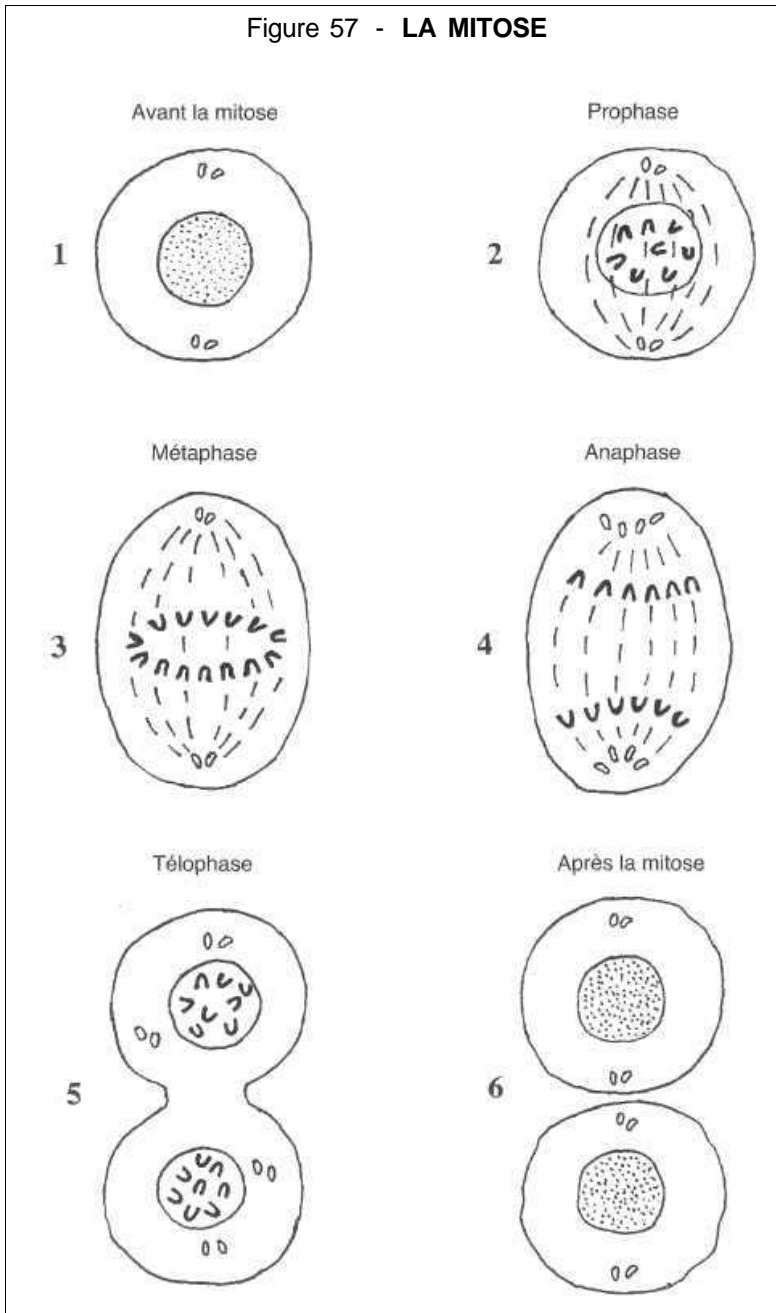 Figure 57 - LA MITOSE
Avant la mitose
Prophase
1
2
Métaphase
Anaphase
3
4
Télophase
Après la mitose
5
6